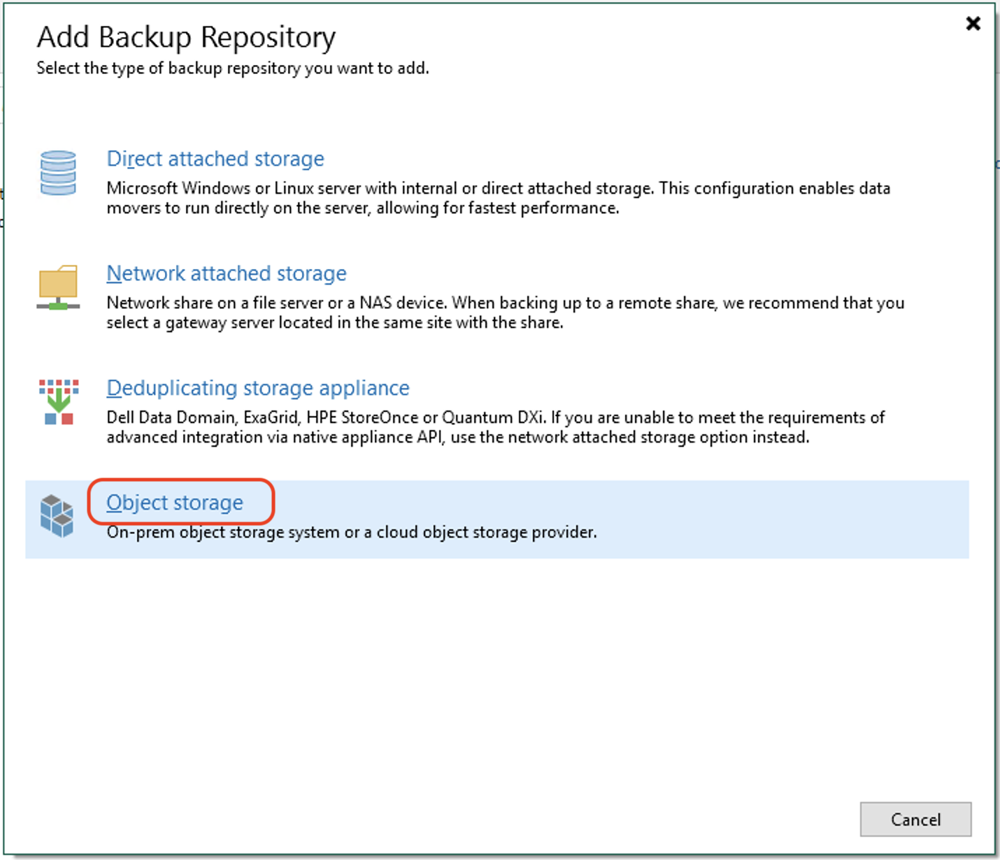 Add Backup Repository
Select the type of backup repository you want to add.
Direct attached storage
Microsoft Windows or Linux server with internal or direct attached storage. This configuration enables data
movers to run directly on the server, allowing for fastest performance.
Network attached storage
Network share on a file server or a NAS device. When backing up to a remote share, we recommend that you
select a gateway server located in the same site with the share.
Deduplicating storage appliance
Dell Data Domain, ExaGrid, HPE StoreOnce or Quantum DXi. If you are unable to meet the requirements of
advanced integration via native appliance API, use the network attached storage option instead.
Object storage
On-prem object storage system or a cloud object storage provider.
Cancel